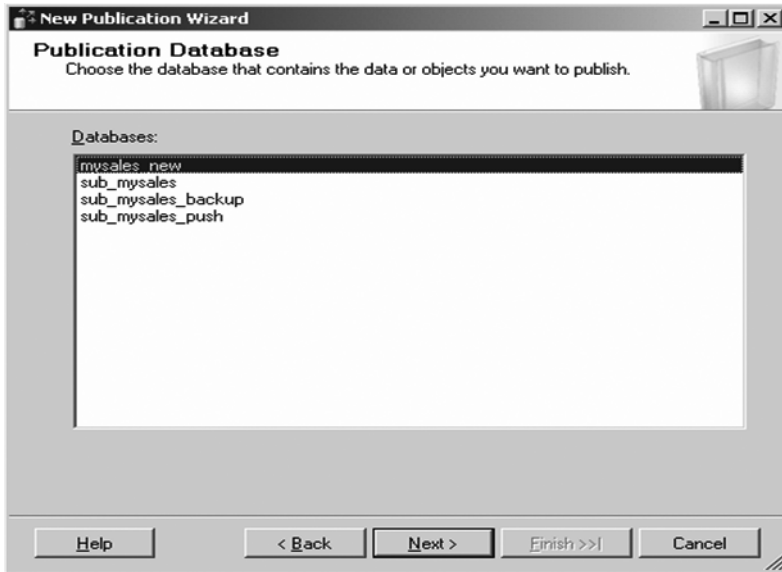 New Publication Wizard
Publication Database
Choose the database that contains the data or objects you want to publish.
Databases:
mysales_new
sub_mysales
sub_mysales_backup
sub_mysales_push
Help
< Back
Next >
Finish >>|
Cancel